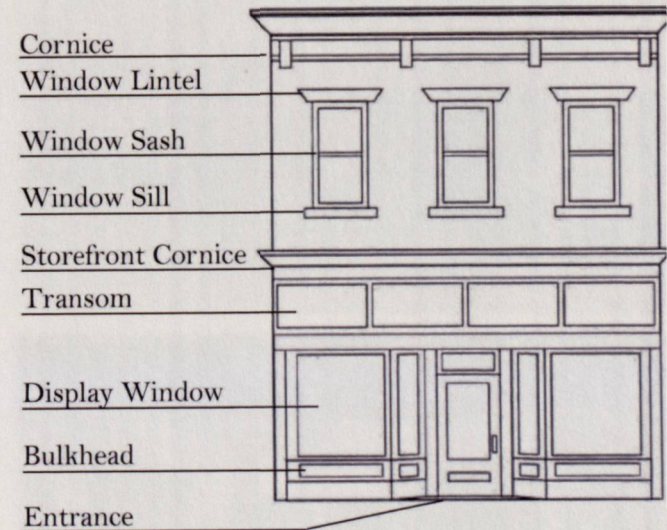 Cornice
Window Lintel
Window Sash
Window Sill
Storefront Cornice
Transom
Display Window
Bulkhead
Entrance